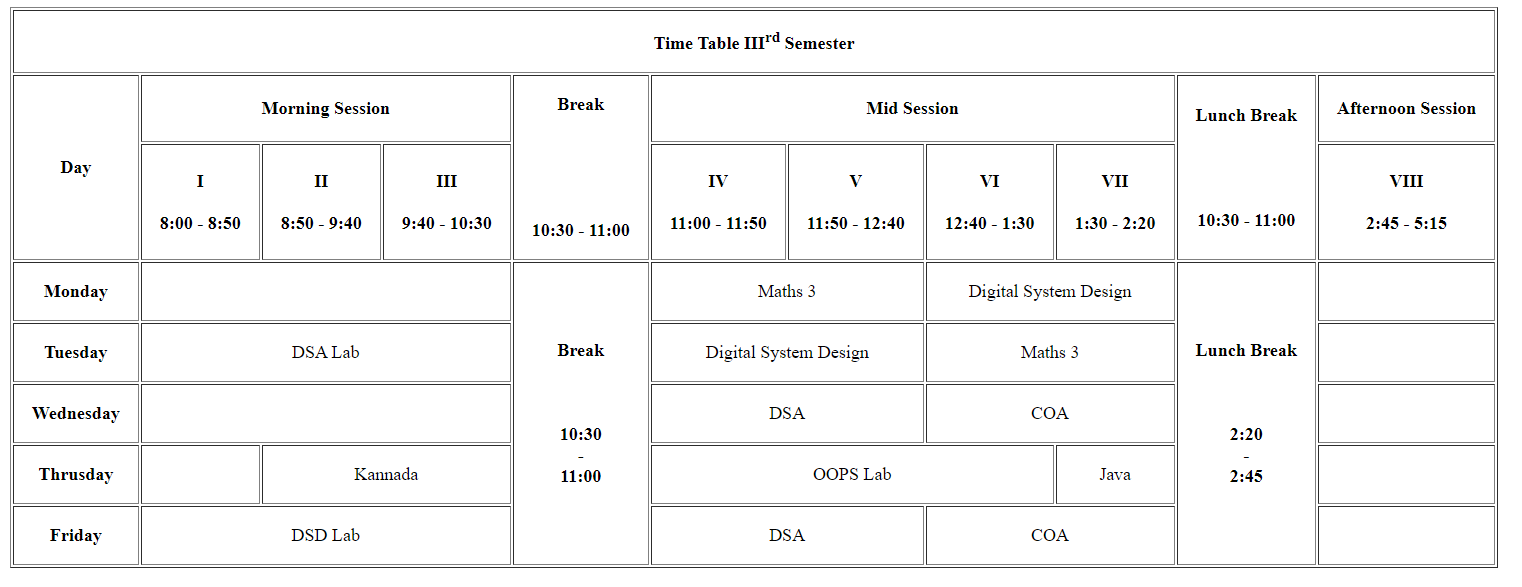 Time Table IIIrd Semester
Day
Morning Session
Break
10:30 - 11:00
Mid Session
Lunch Break
10:30 - 11:00
Afternoon Session
I
8:00 - 8:50
II
8:50 - 9:40
III
9:40 - 10:30
IV
11:00 - 11:50
V
11:50 - 12:40
VI
12:40 - 1:30
VII
1:30 - 2:20
VIII
2:45 - 5:15
Monday
Break
10:30
-
11:00
Maths 3
Digital System Design
Lunch Break
2:20
-
2:45
Tuesday
DSA Lab
Digital System Design
Maths 3
Wednesday
DSA
COA
Thrusday
Kannada
OOPS Lab
Java
Friday
DSD Lab
DSA
COA